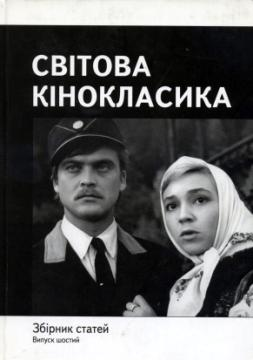 СВІТОВА
КІНОКЛАСИКА
Збірник статей
Випуск шостий